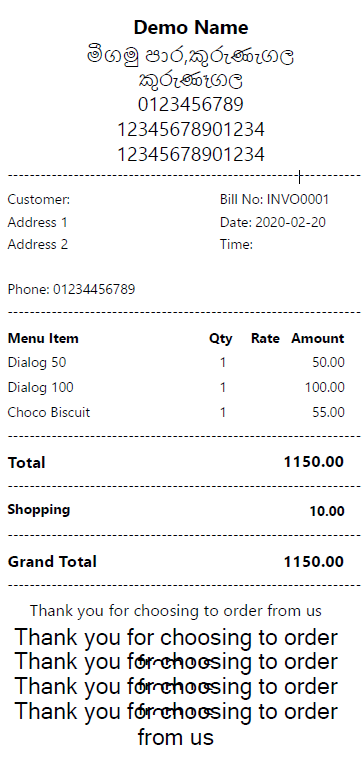 Demo Name
මීගමු පාර,කුරුණෑගල
කුරුණෑගල
0123456789
12345678901234
12345678901234
Customer: Bill No: INVO0001
Address 1 Date: 2020-02-20
Address 2 Time:
Phone: 01234456789
Menu Item Qty Rate Amount
Dialog 50 1 50.00
Dialog 100 1 100.00
Choco Biscuit 1 55.00
Total 1150.00
Shopping 10.00
Grand Total 1150.00
Thank you for choosing to order from us
Thank you for choosing to order
Thank you for choosing to order
Thank you for choosing to order
Thank you for choosing to order
from us